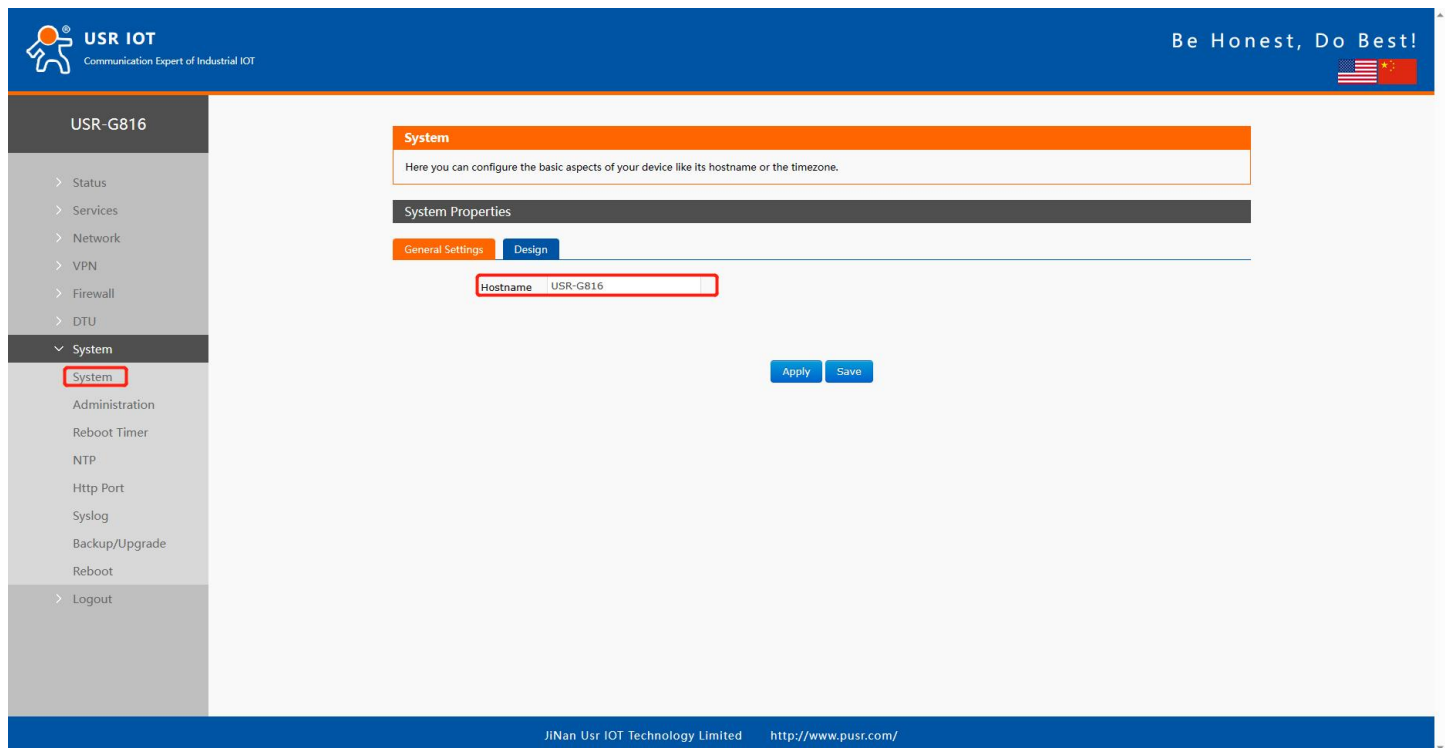 USR IOT
Communication Expert of Industrial IOT
Be Honest, Do Best!
USR-G816
Status
Services
Network
VPN
Firewall
DTU
System
System
Administration
Reboot Timer
NTP
Http Port
Syslog
Backup/Upgrade
Reboot
Logout
System
Here you can configure the basic aspects of your device like its hostname or the timezone.
System Properties
General Settings Design
Hostname USR-G816
Apply Save
JiNan Usr IOT Technology Limited http://www.pusr.com/